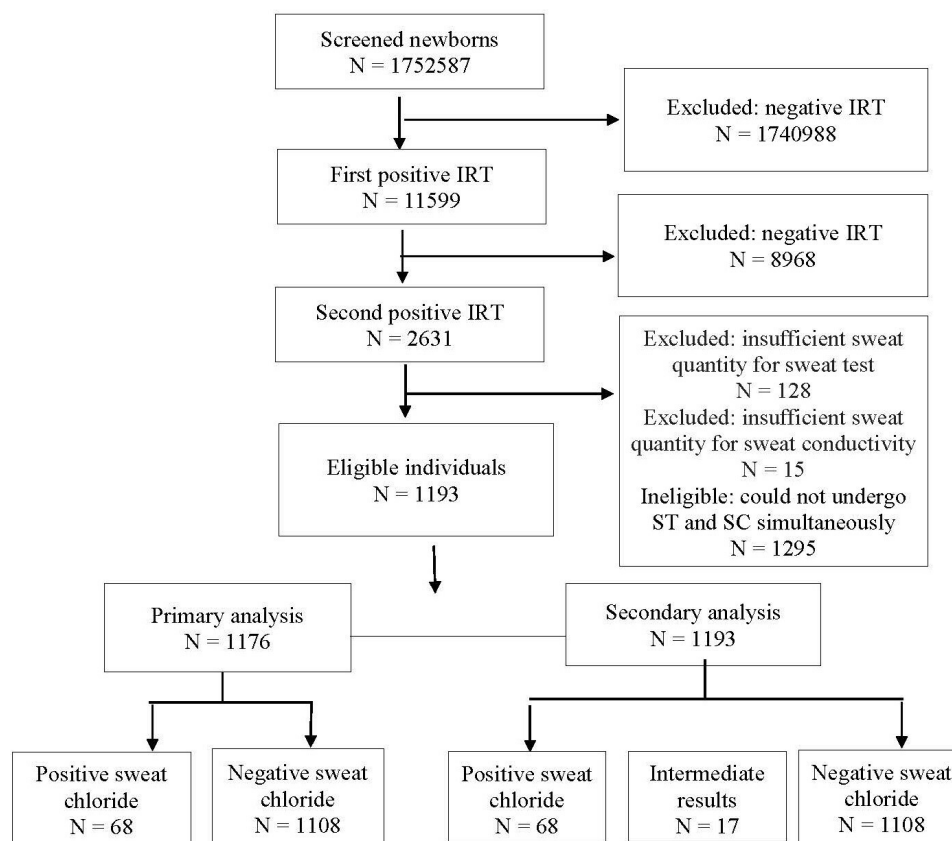 Screened newborns
N = 1752587
Excluded: negative IRT
N = 1740988
First positive IRT
N = 11599
Excluded: negative IRT
N = 8968
Second positive IRT
N = 2631
Excluded: insufficient sweat
quantity for sweat test
N = 128
Excluded: insufficient sweat
quantity for sweat conductivity
N = 15
Ineligible: could not undergo
ST and SC simultaneously
N = 1295
Eligible individuals
N = 1193
Primary analysis
N = 1176
Secondary analysis
N = 1193
Positive sweat
chloride
N = 68
Negative sweat
chloride
N = 1108
Positive sweat
chloride
N = 68
Intermediate
results
N = 17
Negative sweat
chloride
N = 1108